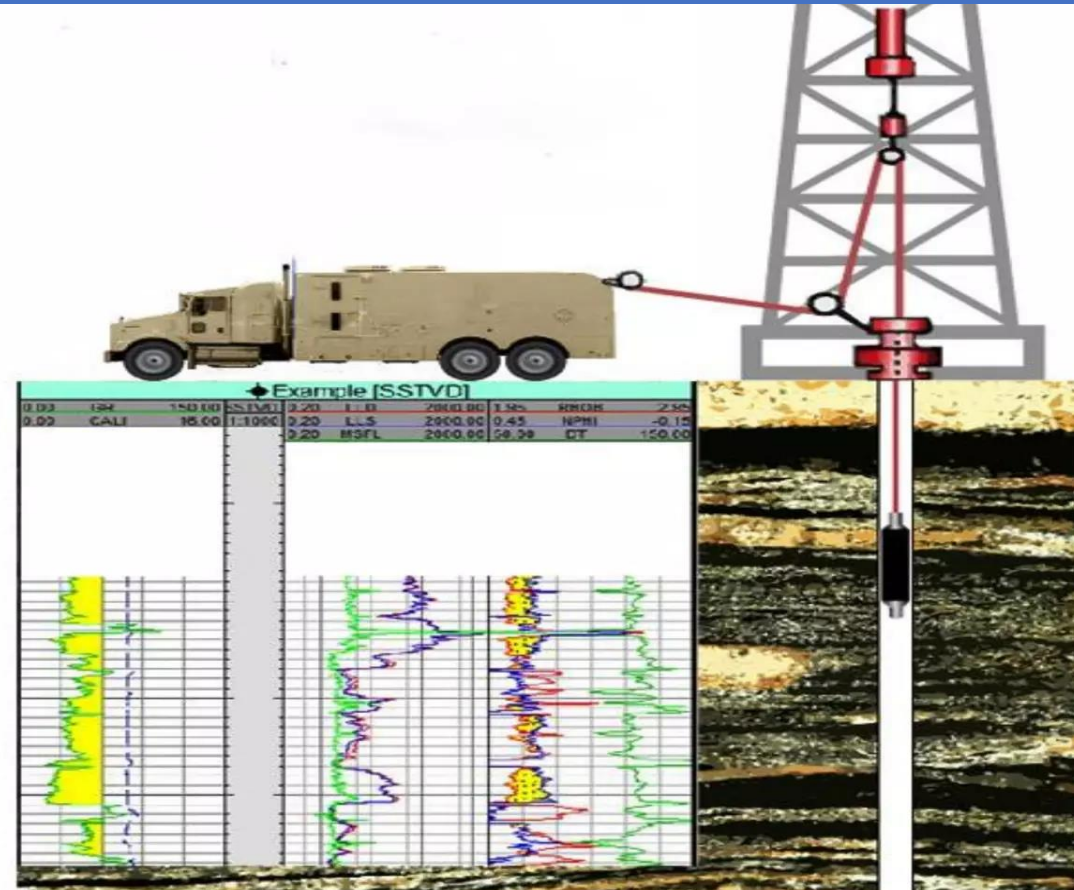 Example [SSTVD]
0.00 GR 150.00 SSTVD 0.20 LLD 2000.00 1.95 RHOB 2.95
0.00 CALI 16.00 1:1000 0.20 LLS 2000.00 0.45 NPHI -0.15
0.20 MSFL 2000.00 50.00 DT 150.00